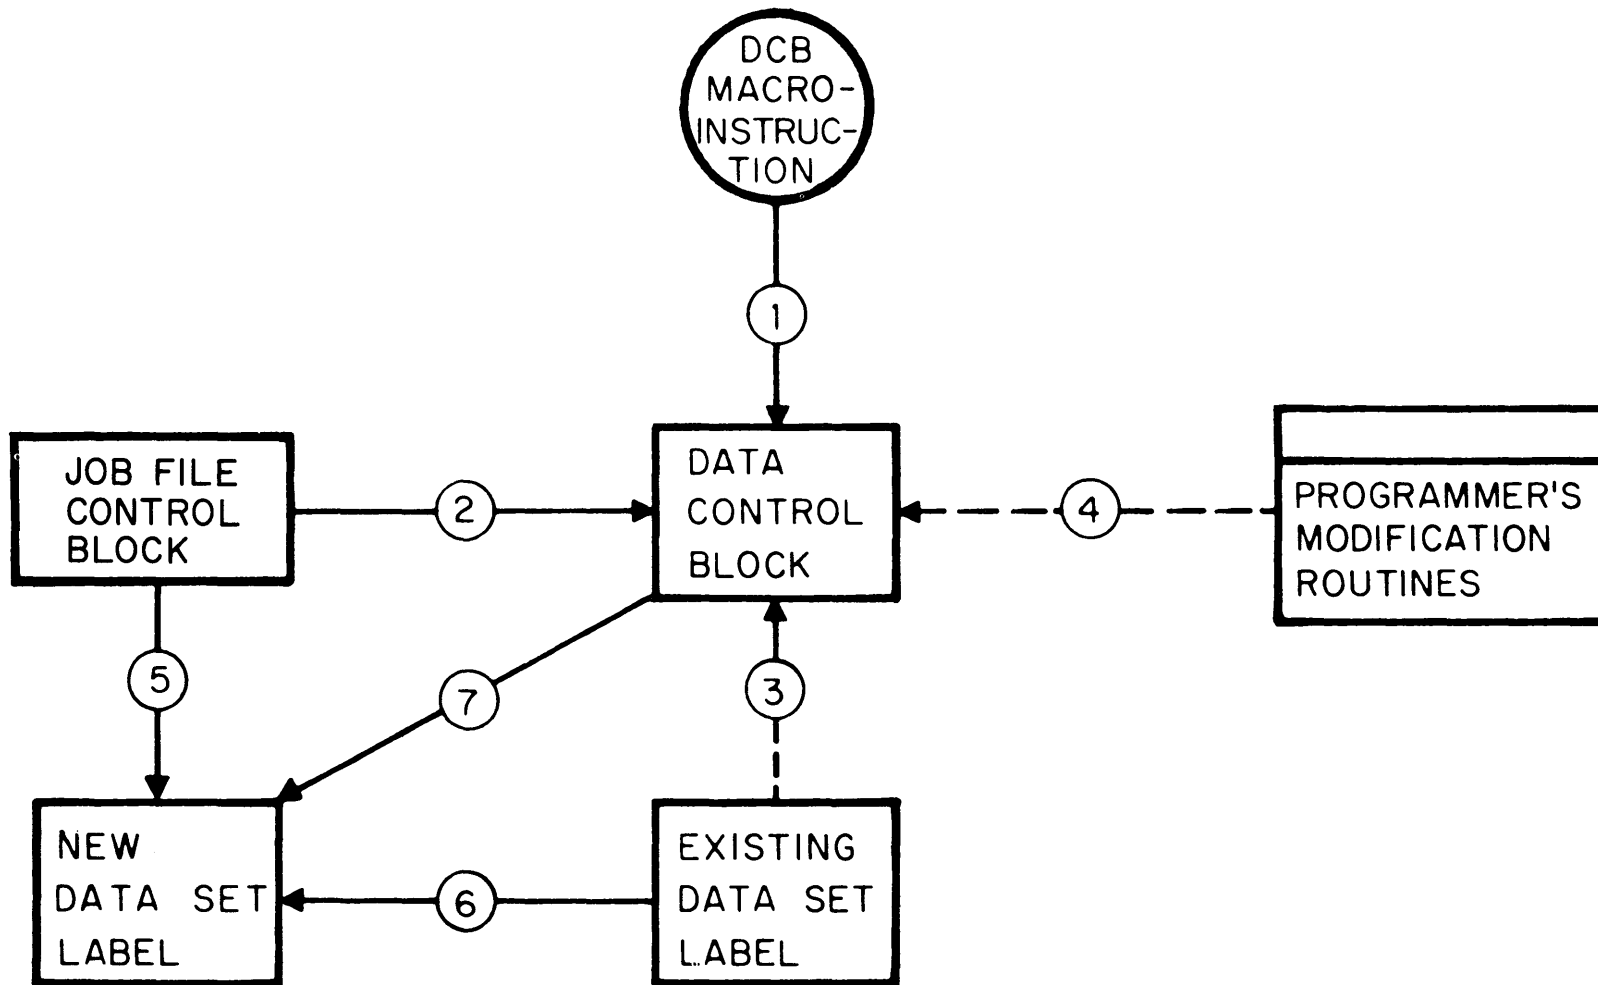 DCB
MACRO-
INSTRUC-
TION
1
JOB FILE
CONTROL
BLOCK
2
DATA
CONTROL
BLOCK
4
PROGRAMMER'S
MODIFICATION
ROUTINES
5
7
3
NEW
DATA SET
LABEL
6
EXISTING
DATA SET
LABEL